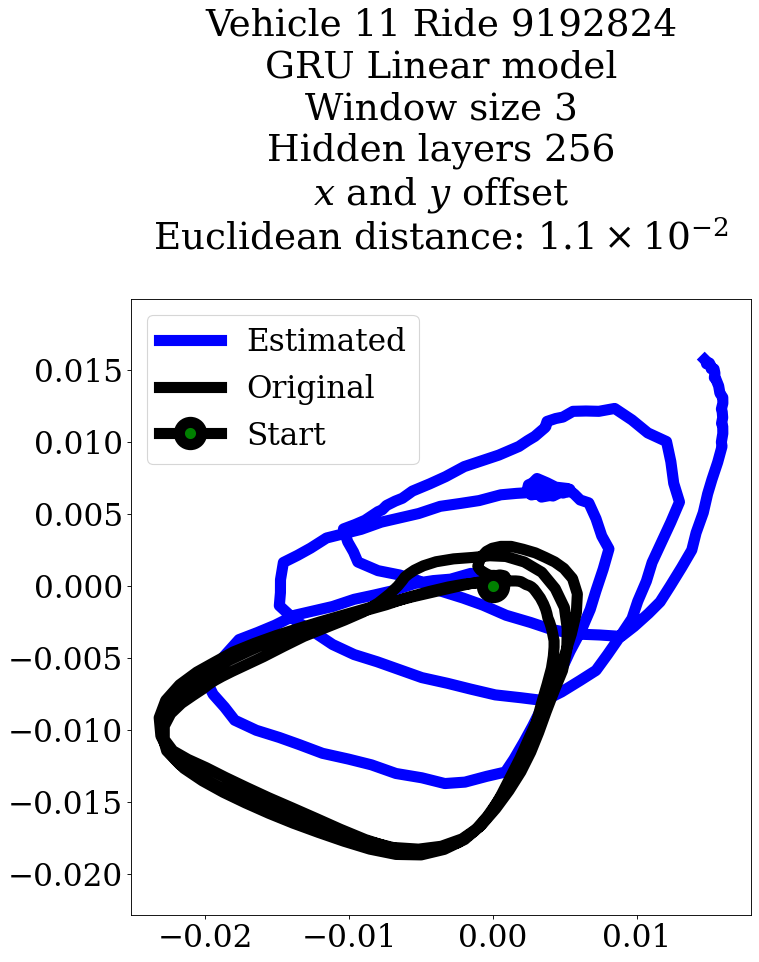 Vehicle 11 Ride 9192824
GRU Linear model
Window size 3
Hidden layers 256
x and y offset
Euclidean distance: 1.1 × 10⁻²
Estimated
Original
Start
0.015
0.010
0.005
0.000
−0.005
−0.010
−0.015
−0.020
−0.02 −0.01 0.00 0.01